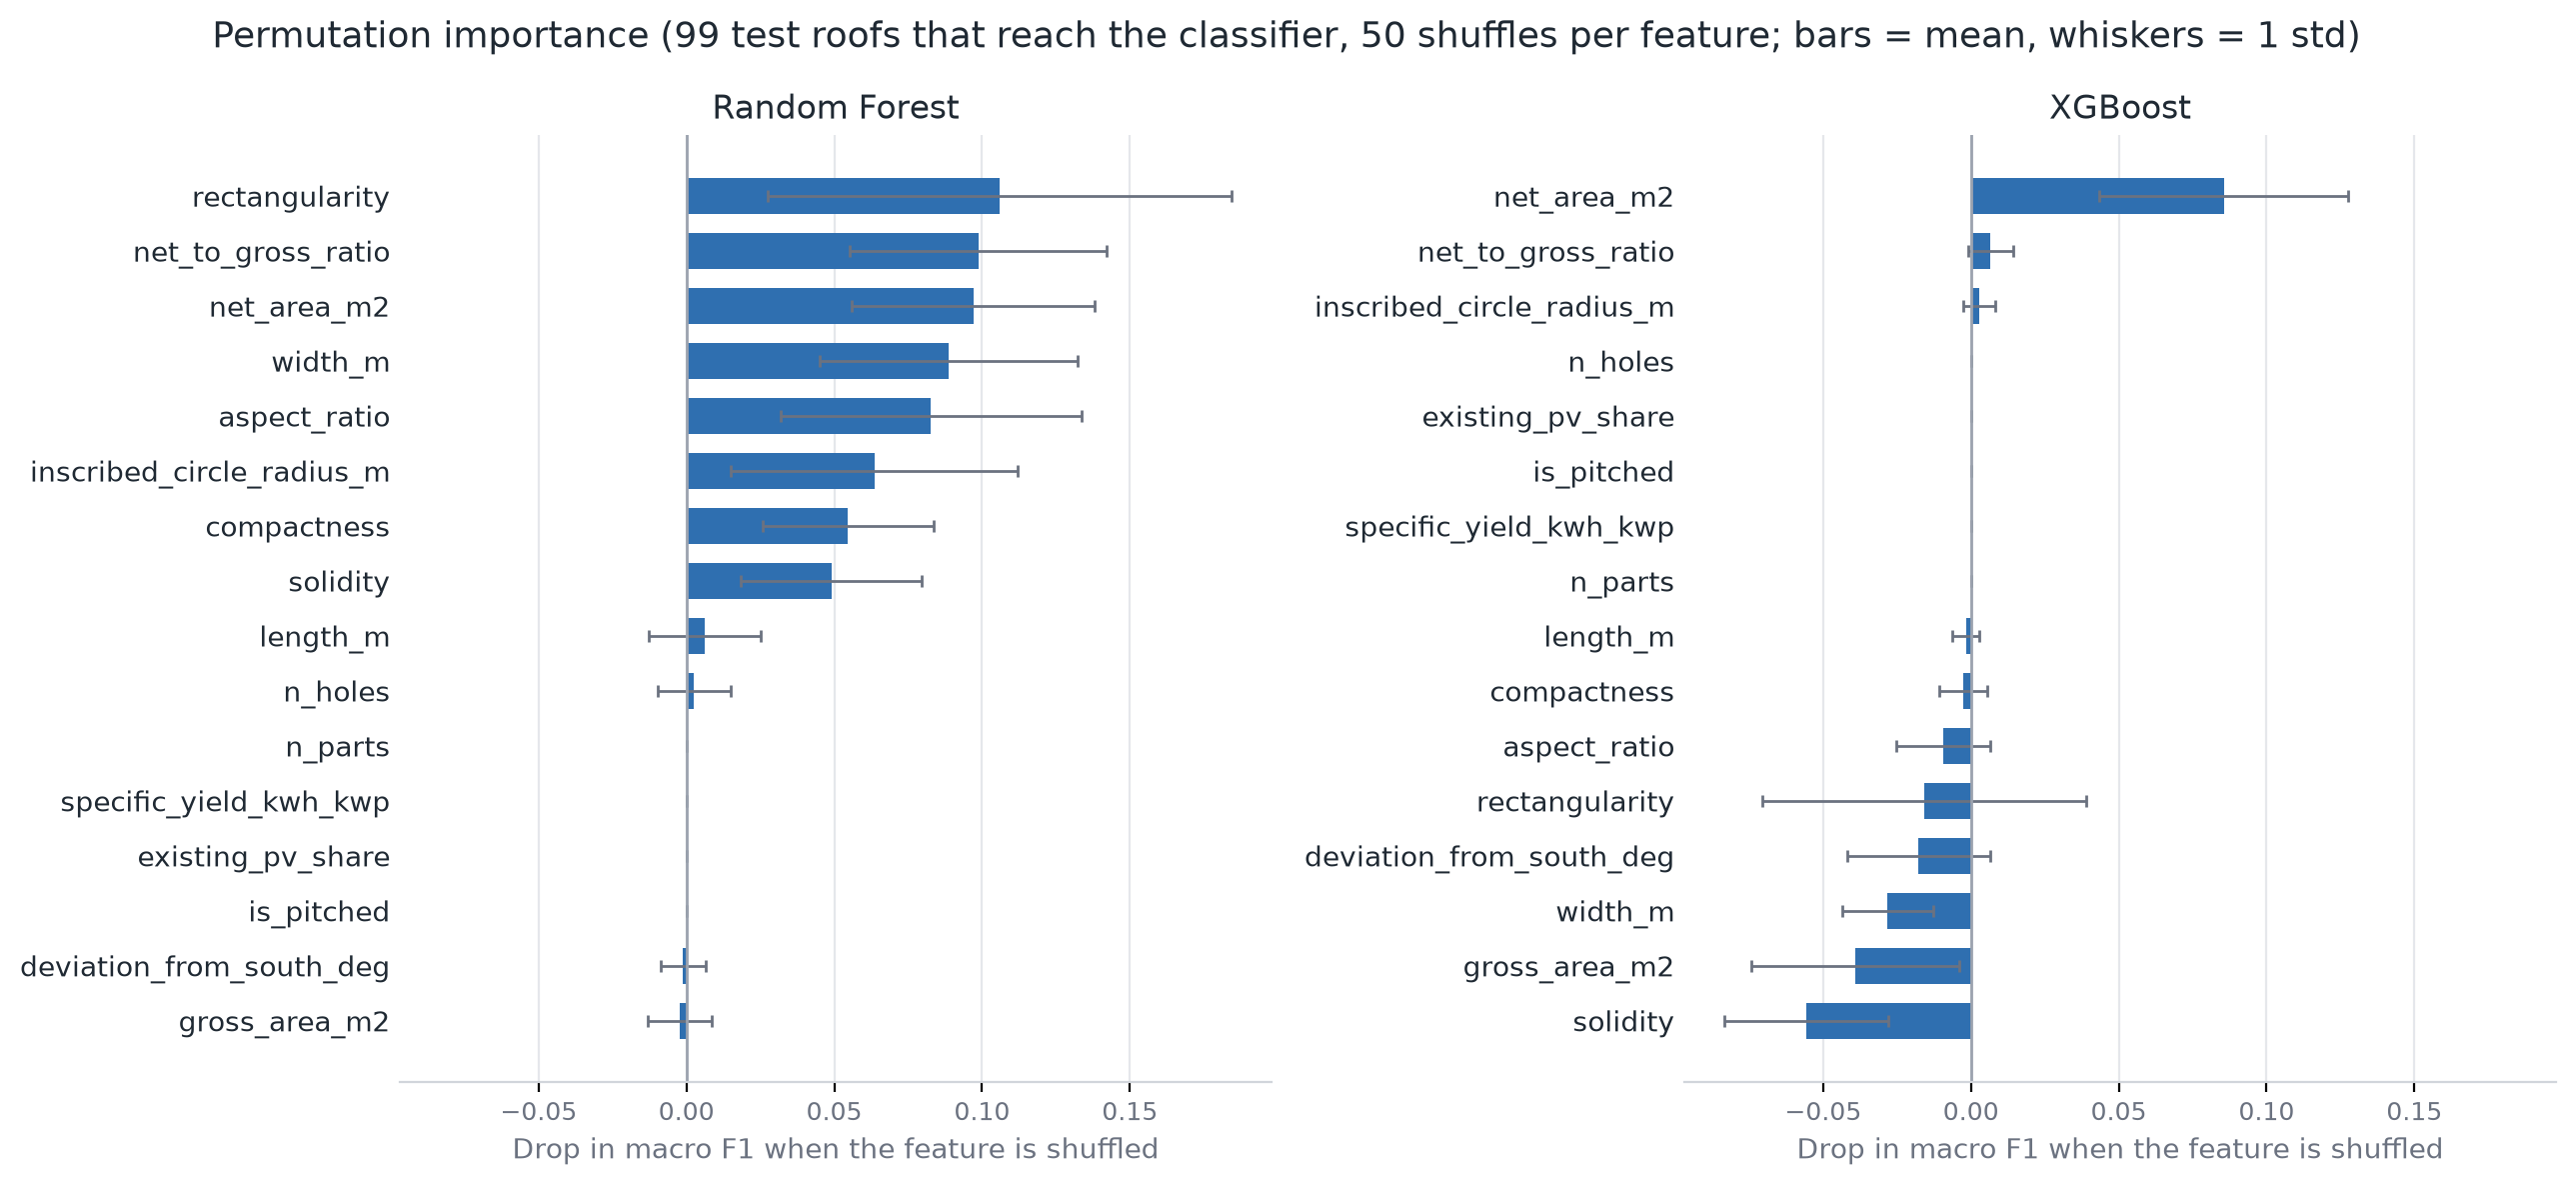 Permutation importance (99 test roofs that reach the classifier, 50 shuffles per feature; bars = mean, whiskers = 1 std)
Random Forest
rectangularity
net_to_gross_ratio
net_area_m2
width_m
aspect_ratio
inscribed_circle_radius_m
compactness
solidity
length_m
n_holes
n_parts
specific_yield_kwh_kwp
existing_pv_share
is_pitched
deviation_from_south_deg
gross_area_m2
−0.05 0.00 0.05 0.10 0.15
Drop in macro F1 when the feature is shuffled
XGBoost
net_area_m2
net_to_gross_ratio
inscribed_circle_radius_m
n_holes
existing_pv_share
is_pitched
specific_yield_kwh_kwp
n_parts
length_m
compactness
aspect_ratio
rectangularity
deviation_from_south_deg
width_m
gross_area_m2
solidity
−0.05 0.00 0.05 0.10 0.15
Drop in macro F1 when the feature is shuffled